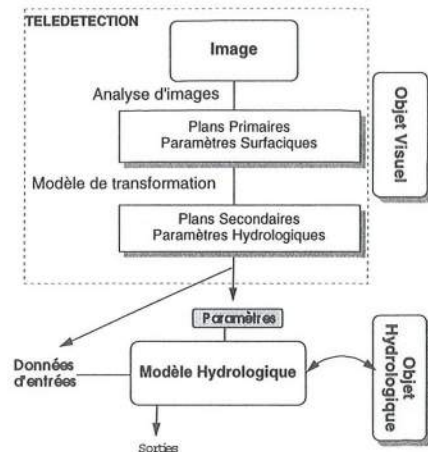 TELEDETECTION
Image
Analyse d'images
Plans Primaires
Paramètres Surfaciques
Objet Visuel
Modèle de transformation
Plans Secondaires
Paramètres Hydrologiques
Paramètres
Données
d'entrées
Modèle Hydrologique
Objet
Hydrologique
Sorties